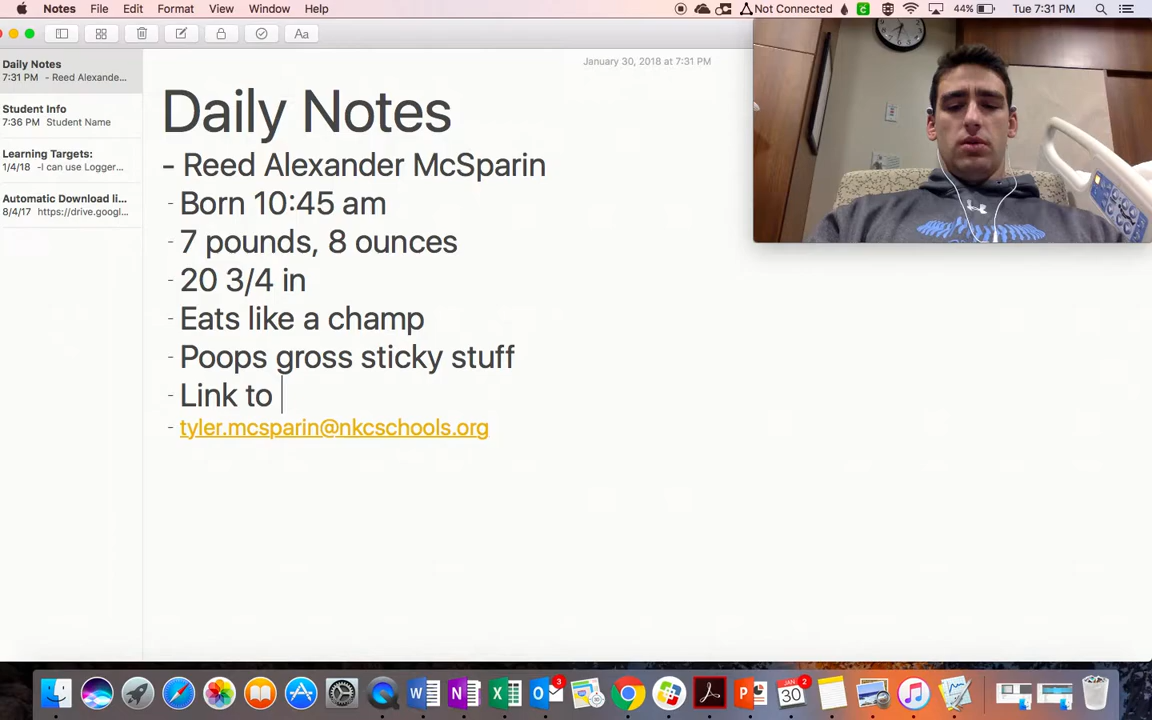 Notes File Edit Format View Window Help Not Connected 44% Tue 7:31 PM
Aa
January 30, 2018 at 7:31 PM
Daily Notes
7:31 PM - Reed Alexande...
Student Info
7:36 PM Student Name
Learning Targets:
1/4/18 -I can use Logger...
Automatic Download li...
8/4/17 https://drive.googl...
Daily Notes
- Reed Alexander McSparin
- Born 10:45 am
- 7 pounds, 8 ounces
- 20 3/4 in
- Eats like a champ
- Poops gross sticky stuff
- Link to
- tyler.mcsparin@nkcschools.org
3
JAN
30
2